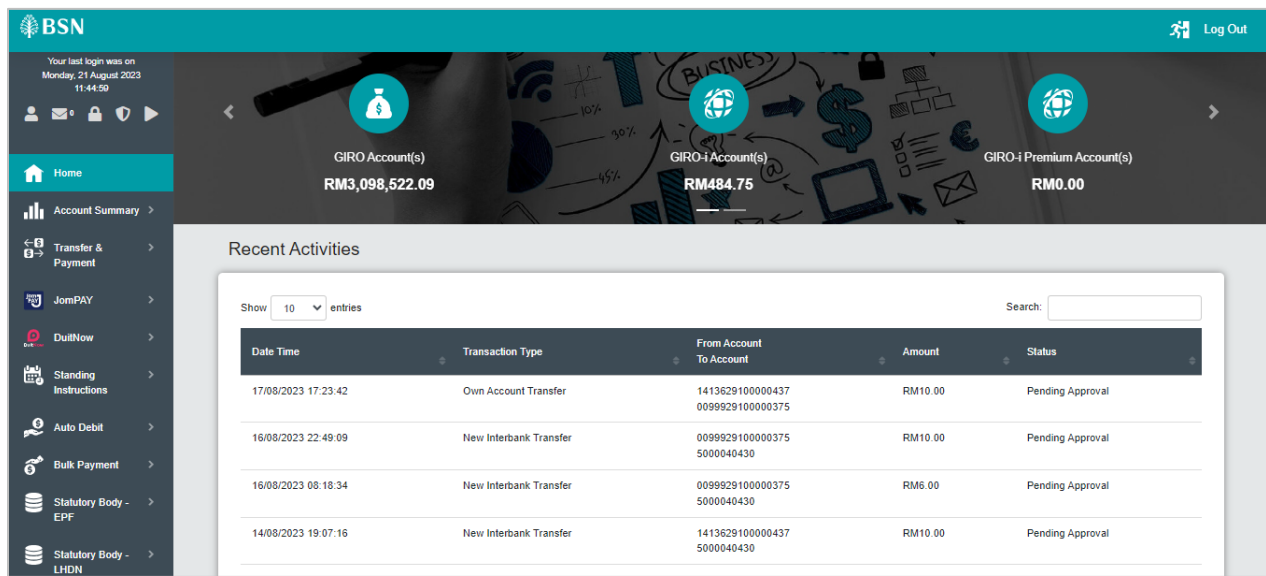 BSN
Log Out
Your last login was on
Monday, 21 August 2023
11:44:59
Home
Account Summary
Transfer &
Payment
JomPAY
DuitNow
Standing
Instructions
Auto Debit
Bulk Payment
Statutory Body -
EPF
Statutory Body -
LHDN
BUSINESS
10%
30%
45%
GIRO Account(s)
RM3,098,522.09
GIRO-i Account(s)
RM484.75
GIRO-i Premium Account(s)
RM0.00
Recent Activities
Show 10 entries
Search:
Date Time Transaction Type From Account To Account Amount Status
17/08/2023 17:23:42 Own Account Transfer 1413629100000437 RM10.00 Pending Approval
0099929100000375
16/08/2023 22:49:09 New Interbank Transfer 0099929100000375 RM10.00 Pending Approval
5000040430
16/08/2023 08:18:34 New Interbank Transfer 0099929100000375 RM6.00 Pending Approval
5000040430
14/08/2023 19:07:16 New Interbank Transfer 1413629100000437 RM10.00 Pending Approval
5000040430